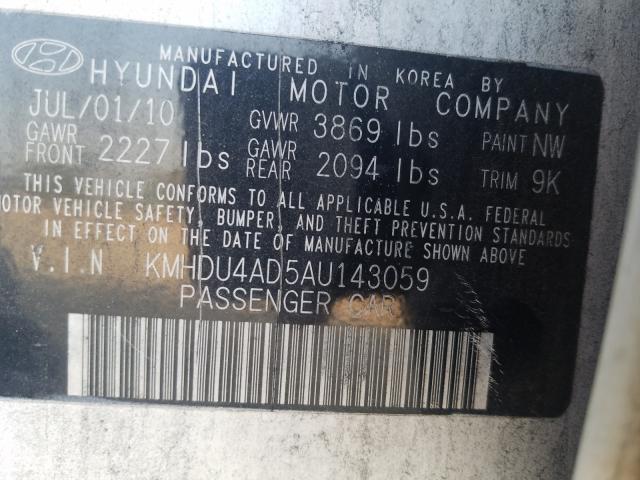 MANUFACTURED IN KOREA BY
HYUNDAI MOTOR COMPANY
JUL/01/10 GVWR 3869 lbs PAINT NW
GAWR FRONT 2227 lbs GAWR REAR 2094 lbs TRIM 9K
THIS VEHICLE CONFORMS TO ALL APPLICABLE U.S.A. FEDERAL
MOTOR VEHICLE SAFETY, BUMPER, AND THEFT PREVENTION STANDARDS
IN EFFECT ON THE DATE OF MANUFACTURE SHOWN ABOVE
V.I.N KMHDU4AD5AU143059
PASSENGER CAR